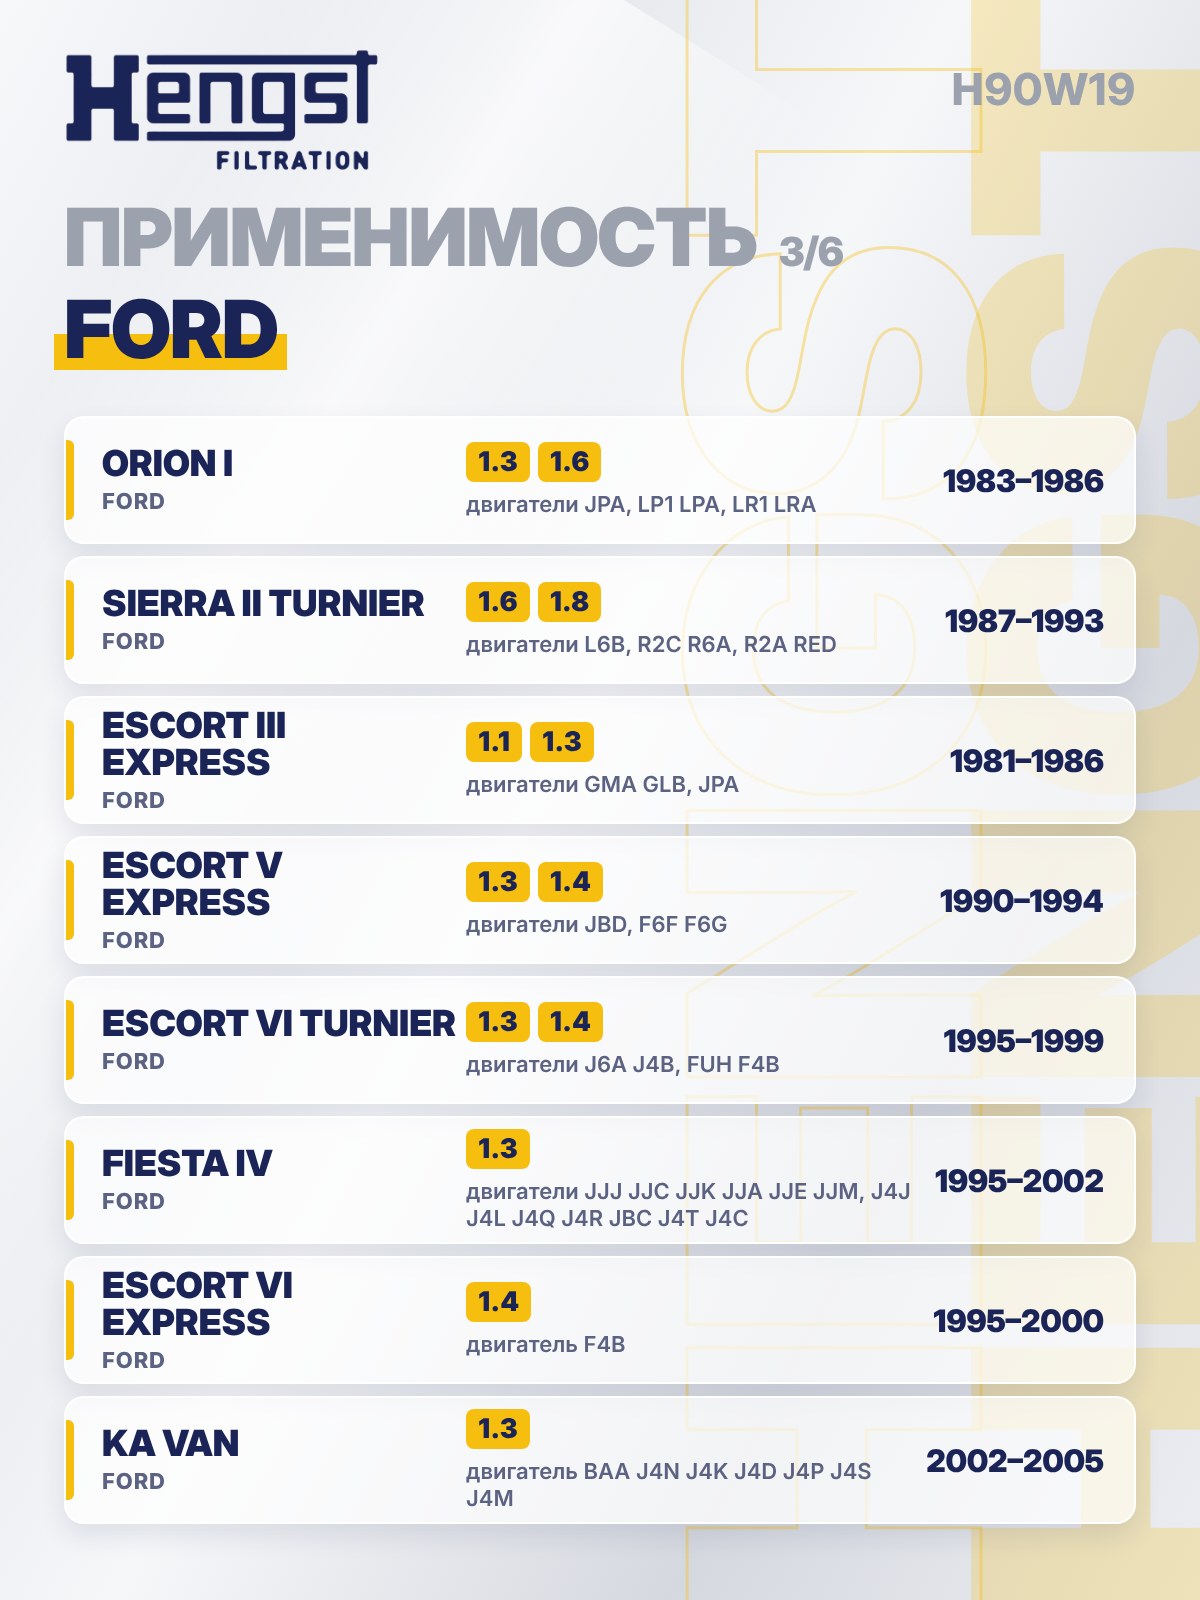 Hengst
FILTRATION
H90W19
ПРИМЕНИМОСТЬ 3/6
FORD
ORION I
FORD
1.3 1.6
двигатели JPA, LP1 LPA, LR1 LRA
1983–1986
SIERRA II TURNIER
FORD
1.6 1.8
двигатели L6B, R2C R6A, R2A RED
1987–1993
ESCORT III
EXPRESS
FORD
1.1 1.3
двигатели GMA GLB, JPA
1981–1986
ESCORT V
EXPRESS
FORD
1.3 1.4
двигатели JBD, F6F F6G
1990–1994
ESCORT VI TURNIER
FORD
1.3 1.4
двигатели J6A J4B, FUH F4B
1995–1999
FIESTA IV
FORD
1.3
двигатели JJJ JJC JJK JJA JJE JJM, J4J
J4L J4Q J4R JBC J4T J4C
1995–2002
ESCORT VI
EXPRESS
FORD
1.4
двигатель F4B
1995–2000
KA VAN
FORD
1.3
двигатель BAA J4N J4K J4D J4P J4S
J4M
2002–2005
HENGST
HENGST